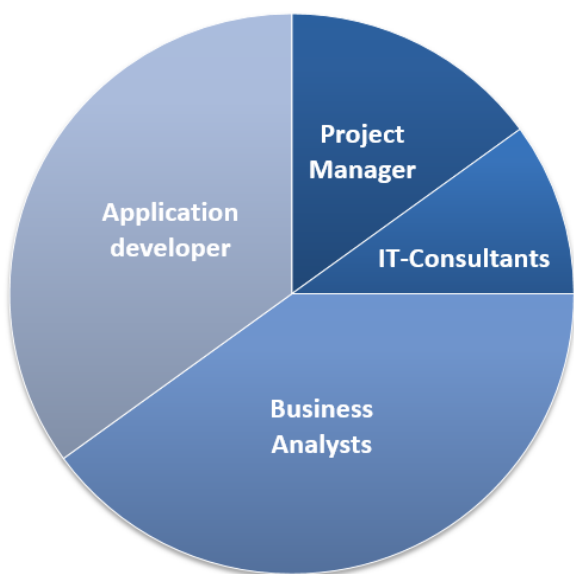 Project
Manager
Application
developer
IT-Consultants
Business
Analysts